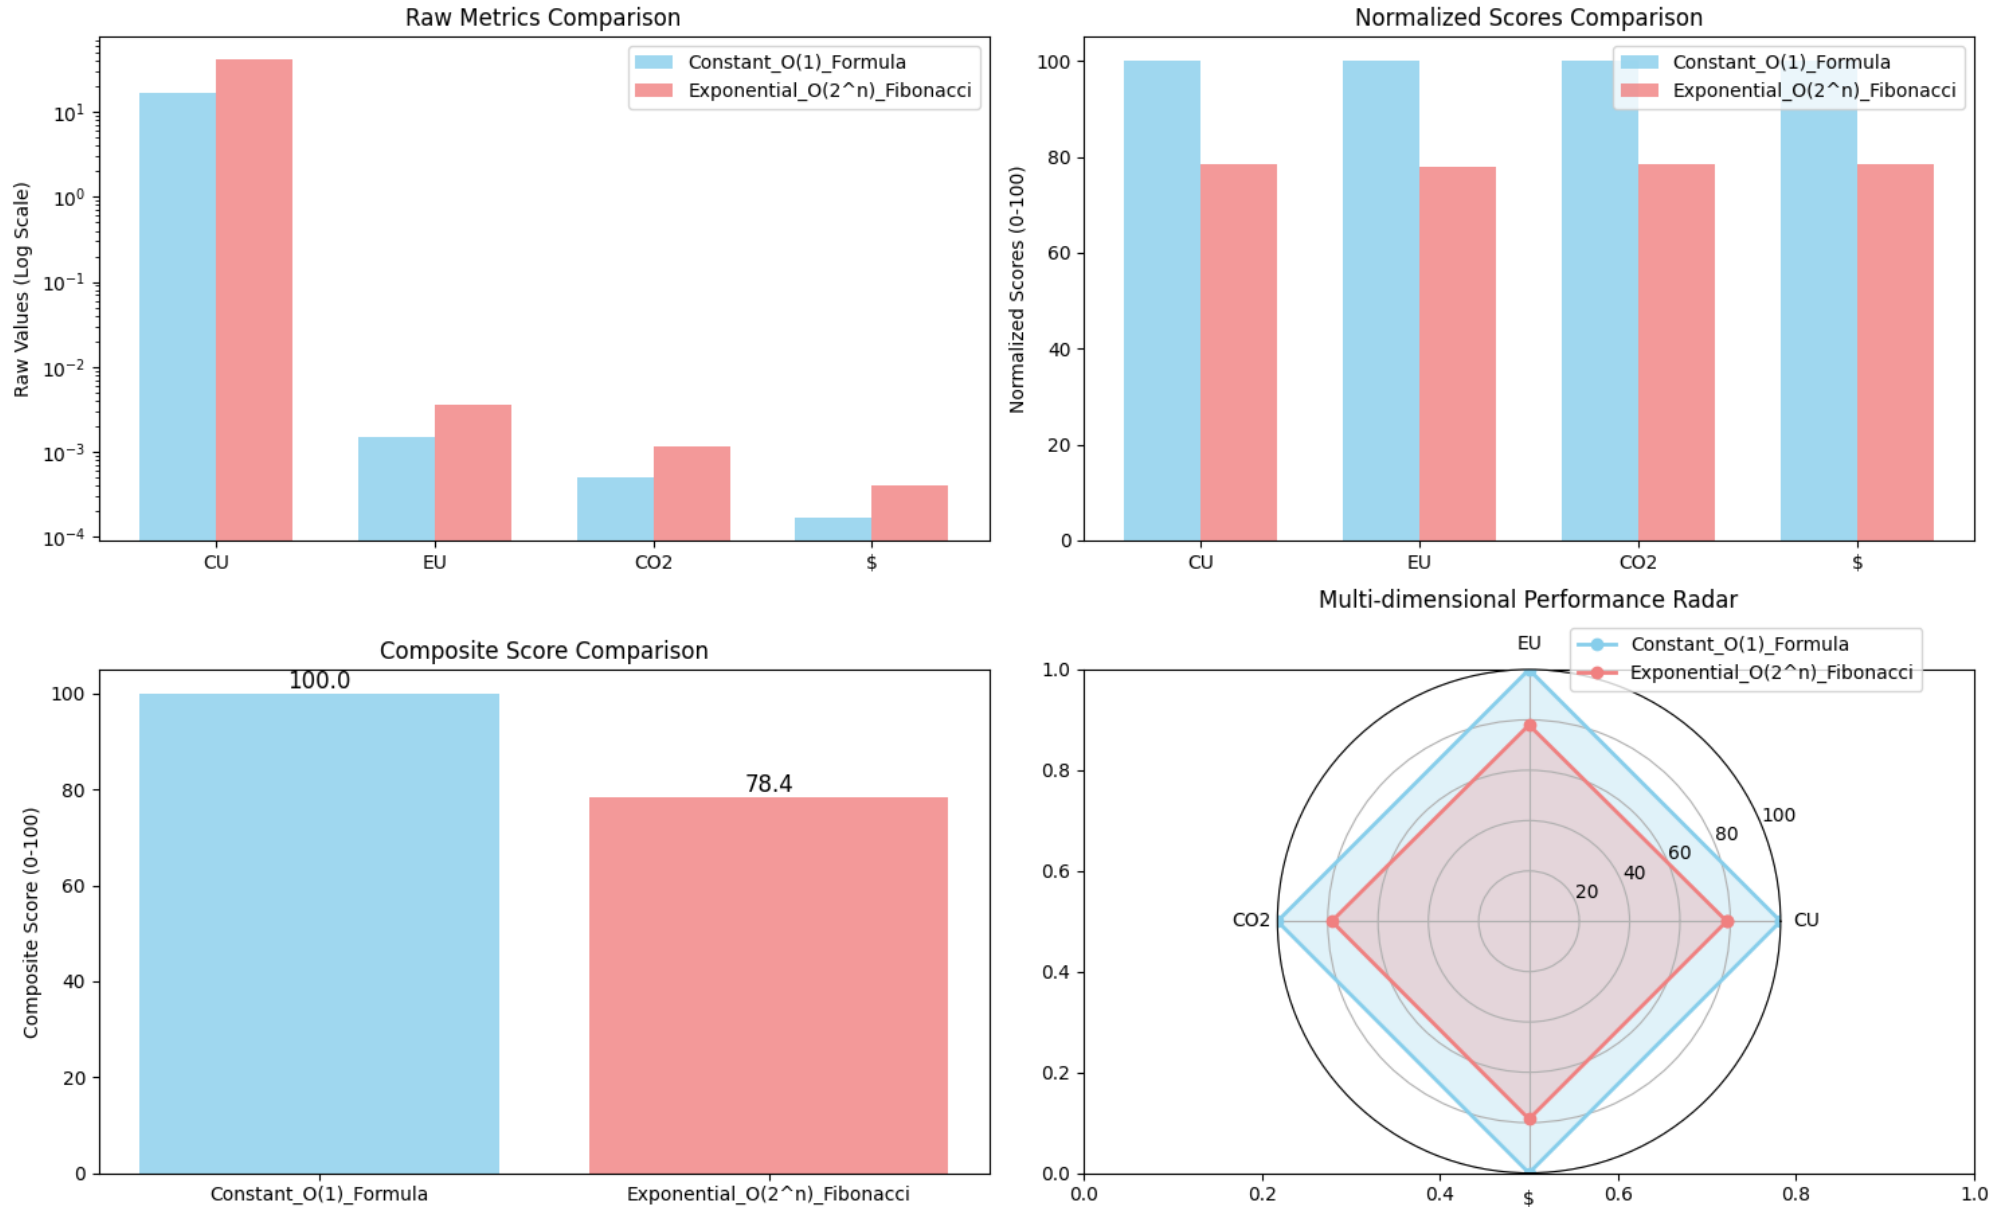 Raw Metrics Comparison
Raw Values (Log Scale)
10^1
10^0
10^−1
10^−2
10^−3
10^−4
Constant_O(1)_Formula
Exponential_O(2^n)_Fibonacci
CU
EU
CO2
$
Normalized Scores Comparison
Normalized Scores (0-100)
100
80
60
40
20
0
Constant_O(1)_Formula
Exponential_O(2^n)_Fibonacci
CU
EU
CO2
$
Composite Score Comparison
Composite Score (0-100)
100
80
60
40
20
0
100.0
78.4
Constant_O(1)_Formula
Exponential_O(2^n)_Fibonacci
Multi-dimensional Performance Radar
Constant_O(1)_Formula
Exponential_O(2^n)_Fibonacci
1.0
0.8
0.6
0.4
0.2
0.0
EU
CO2
CU
$
100
80
60
40
20
0.0
0.2
0.4
0.6
0.8
1.0